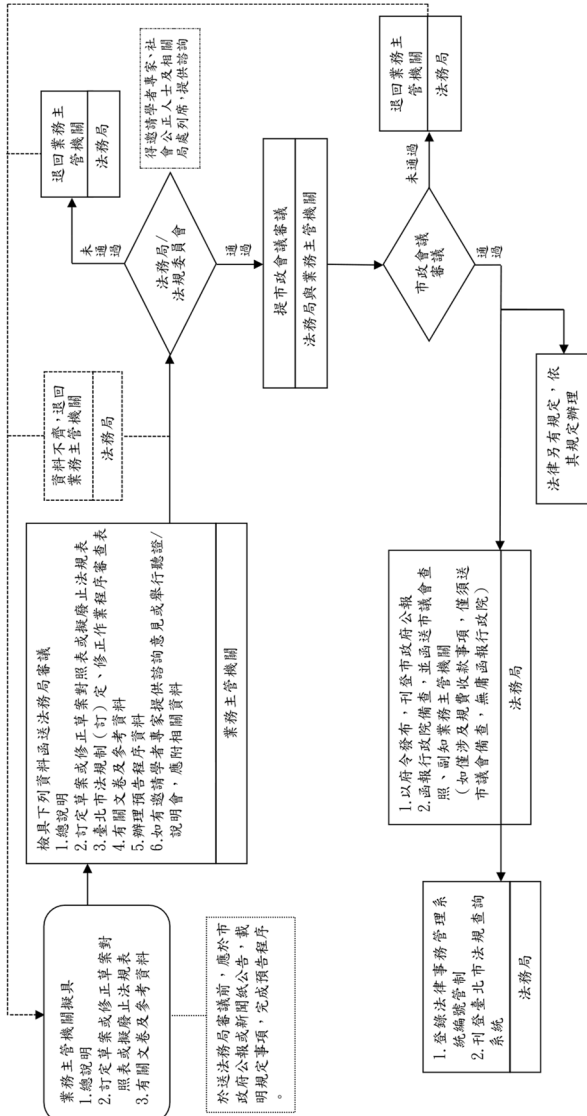 業務主管機關擬具
1.總說明
2.訂定草案或修正草案對
照表或擬廢止法規表
3.有關文卷及參考資料
於送法務局審議前，應於市
政府公報或新聞紙公告，載
明規定事項，完成預告程序
。
檢具下列資料函送法務局審議
1.總說明
2.訂定草案或修正草案對照表或擬廢止法規表
3.臺北市法規制(訂)定、修正作業程序審查表
4.有關文卷及參考資料
5.辦理預告程序資料
6.如有邀請學者專家提供諮詢意見或舉行聽證/
說明會，應附相關資料
業務主管機關
資料不齊，退回
業務主管機關
法務局
法務局/
法規委員會
未通過
退回業務主
管機關
法務局
得邀請學者專家、社
會公正人士及相關
局處列席，提供諮詢
通過
提市政會議審議
法務局與業務主管機關
市政會議
審議
未通過
退回業務主
管機關
法務局
通過
法律另有規定，依
其規定辦理
1.以府令發布，刊登市政府公報
2.函報行政院備查，並函送市議會查
照、副知業務主管機關
(如僅涉及規費收款事項，僅須送
市議會備查，無庸函報行政院)
法務局
1.登錄法律事務管理系
統編號管制
2.刊登臺北市法規查詢
系統
法務局